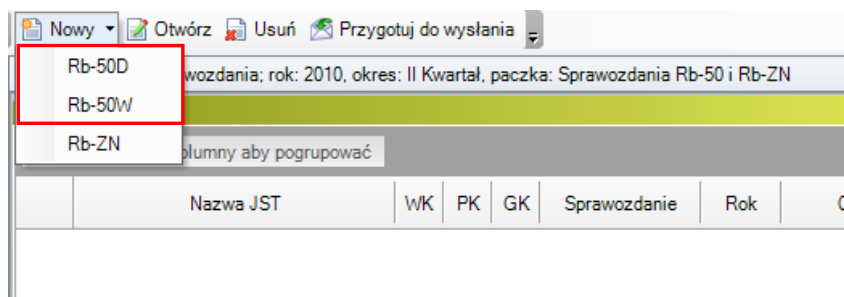 Nowy Otwórz Usuń Przygotuj do wysłania
Rb-50D
wozdania; rok: 2010, okres: II Kwartał, paczka: Sprawozdania Rb-50 i Rb-ZN
Rb-50W
Rb-ZN
olumny aby pogrupować
Nazwa JST WK PK GK Sprawozdanie Rok